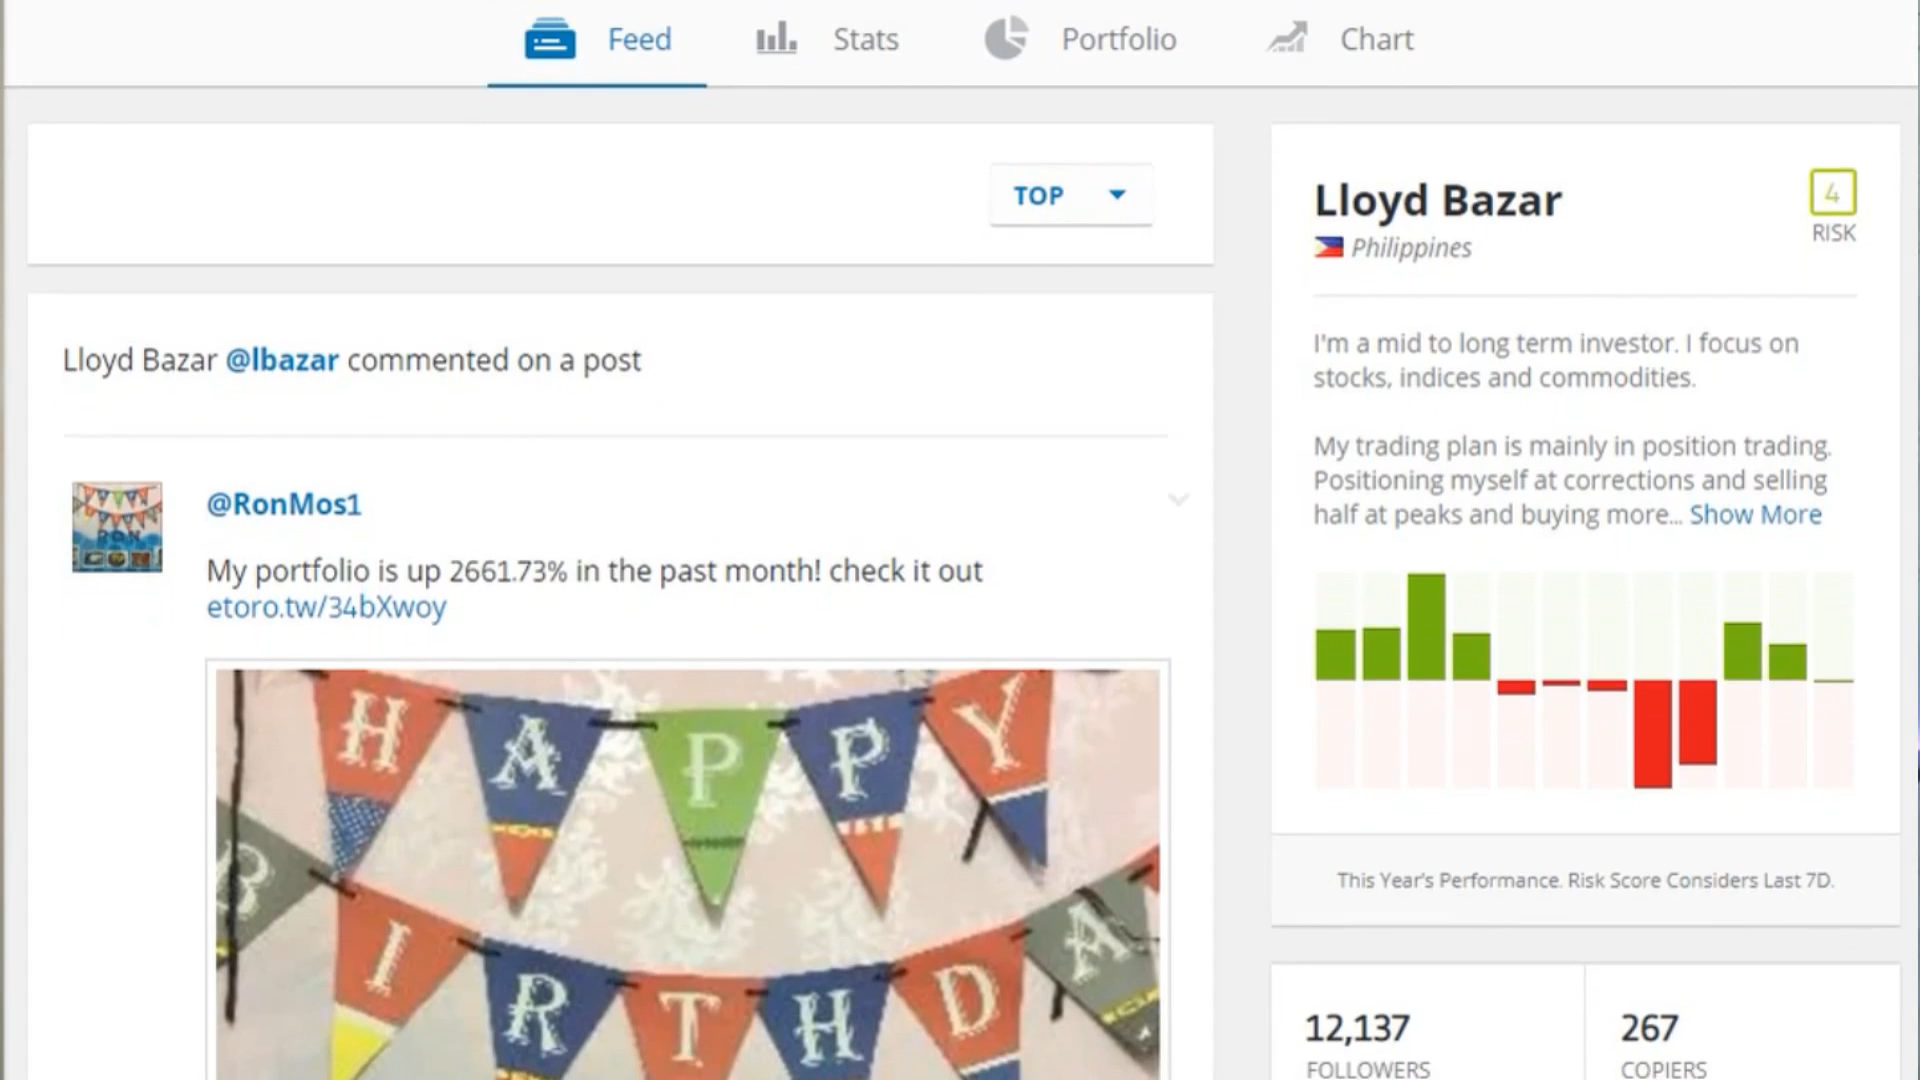 Feed
Stats
Portfolio
Chart
TOP
Lloyd Bazar @lbazar commented on a post
@RonMos1
My portfolio is up 2661.73% in the past month! check it out
etoro.tw/34bXwoy
HAPPY
BIRTHDA
Lloyd Bazar
4
RISK
Philippines
I'm a mid to long term investor. I focus on
stocks, indices and commodities.
My trading plan is mainly in position trading.
Positioning myself at corrections and selling
half at peaks and buying more... Show More
This Year's Performance. Risk Score Considers Last 7D.
12,137
FOLLOWERS
267
COPIERS